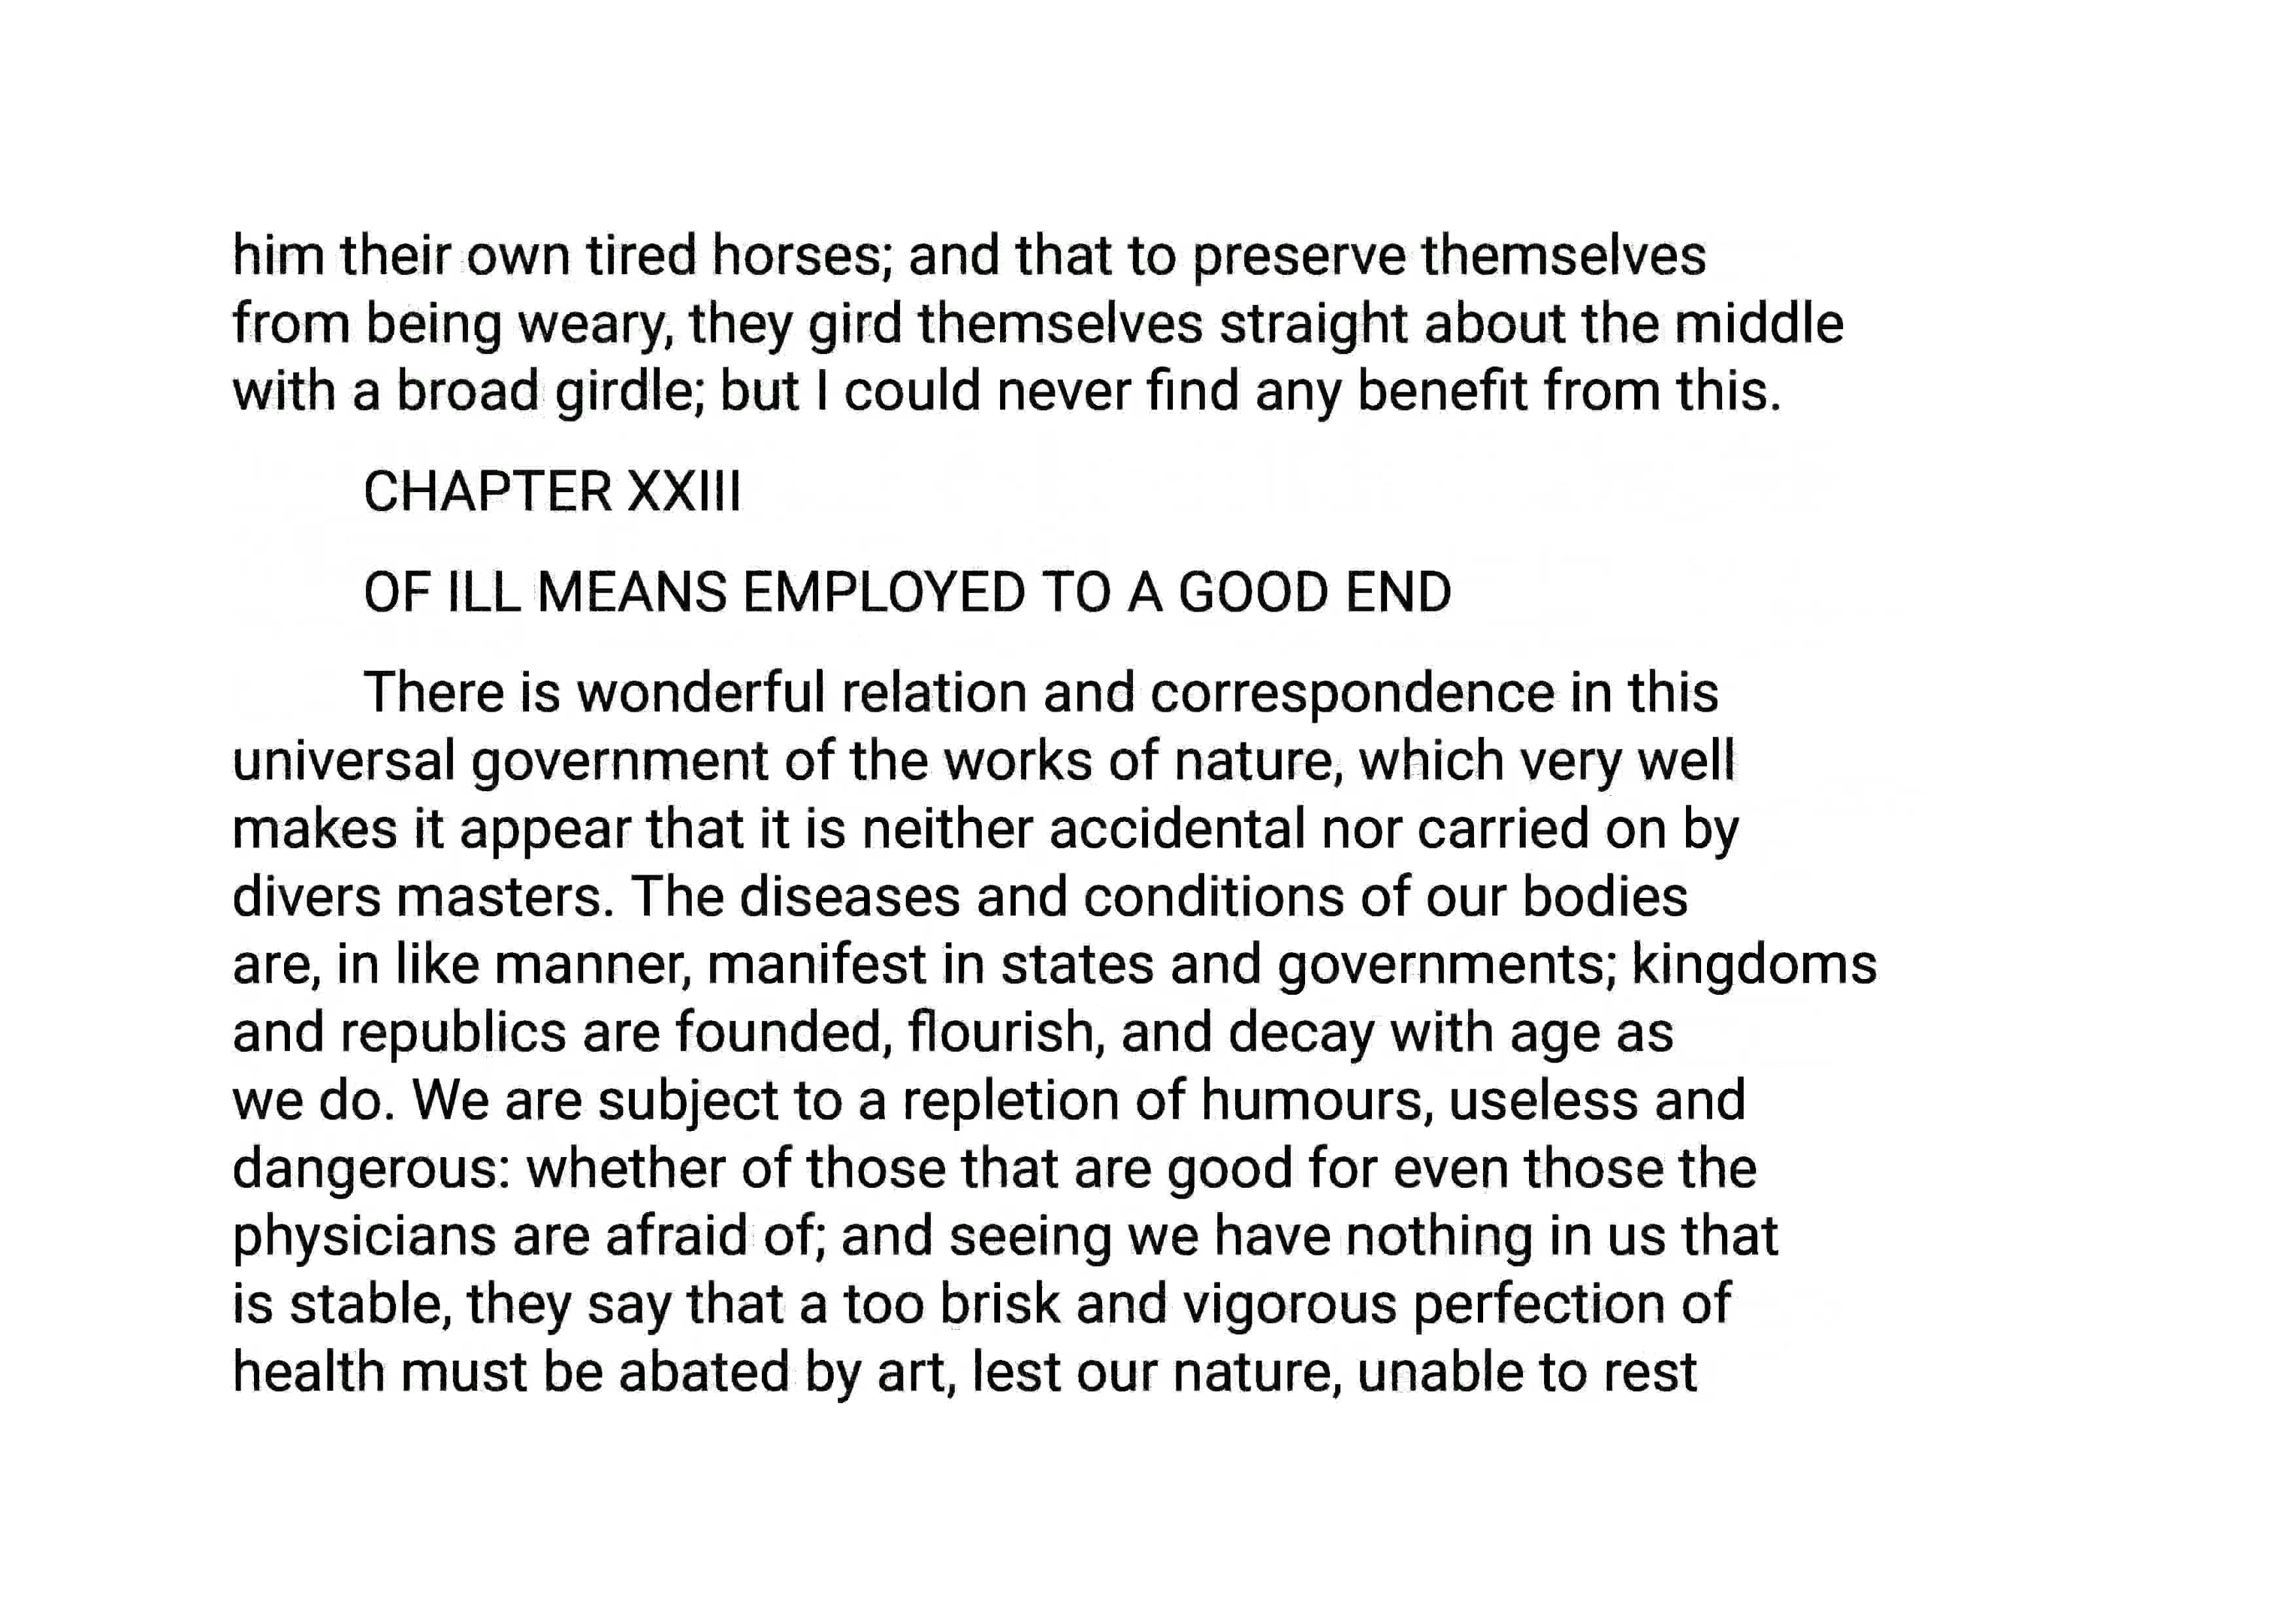 him their own tired horses; and that to preserve themselves
from being weary, they gird themselves straight about the middle
with a broad girdle; but I could never find any benefit from this.
CHAPTER XXIII
OF ILL MEANS EMPLOYED TO A GOOD END
There is wonderful relation and correspondence in this
universal government of the works of nature, which very well
makes it appear that it is neither accidental nor carried on by
divers masters. The diseases and conditions of our bodies
are, in like manner, manifest in states and governments; kingdoms
and republics are founded, flourish, and decay with age as
we do. We are subject to a repletion of humours, useless and
dangerous: whether of those that are good for even those the
physicians are afraid of; and seeing we have nothing in us that
is stable, they say that a too brisk and vigorous perfection of
health must be abated by art, lest our nature, unable to rest